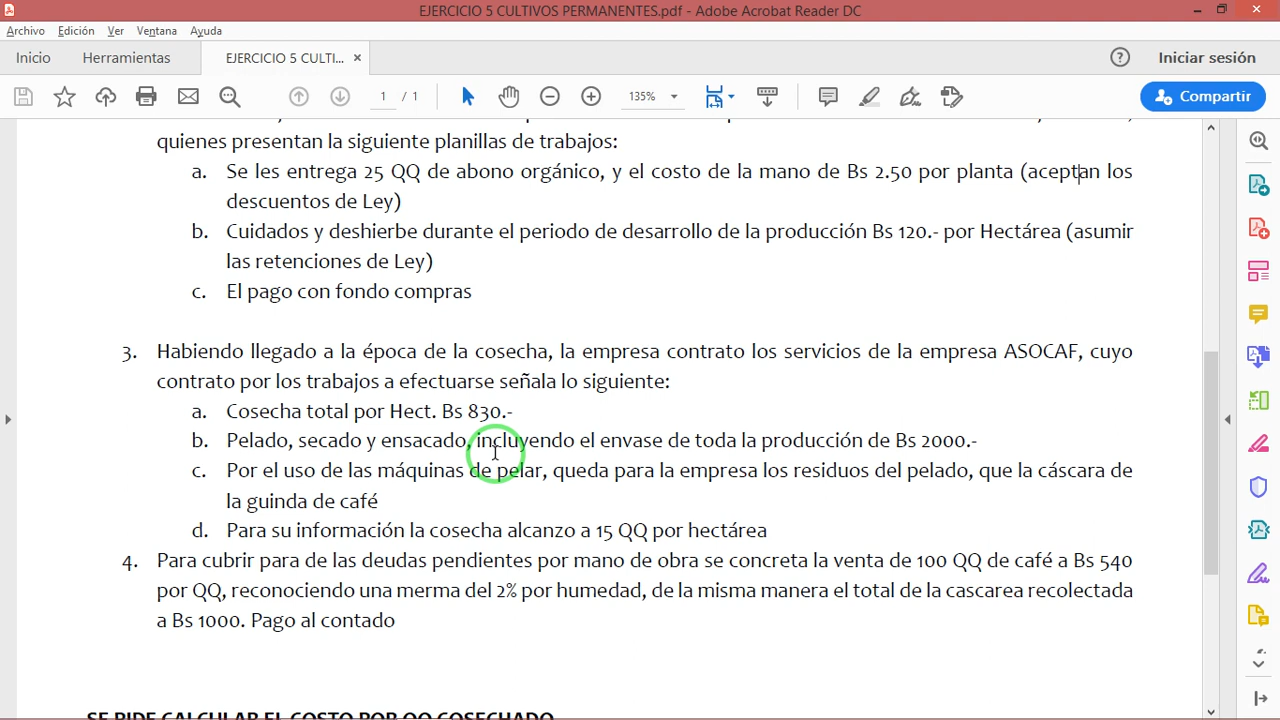 EJERCICIO 5 CULTIVOS PERMANENTES.pdf - Adobe Acrobat Reader DC
Archivo Edición Ver Ventana Ayuda
Inicio Herramientas EJERCICIO 5 CULTI... × Iniciar sesión
1 / 1 135% Compartir
quienes presentan la siguiente planillas de trabajos:
a. Se les entrega 25 QQ de abono orgánico, y el costo de la mano de Bs 2.50 por planta (aceptan los
descuentos de Ley)
b. Cuidados y deshierbe durante el periodo de desarrollo de la producción Bs 120.- por Hectárea (asumir
las retenciones de Ley)
c. El pago con fondo compras
3. Habiendo llegado a la época de la cosecha, la empresa contrato los servicios de la empresa ASOCAF, cuyo
contrato por los trabajos a efectuarse señala lo siguiente:
a. Cosecha total por Hect. Bs 830.-
b. Pelado, secado y ensacado, incluyendo el envase de toda la producción de Bs 2000.-
c. Por el uso de las máquinas de pelar, queda para la empresa los residuos del pelado, que la cáscara de
la guinda de café
d. Para su información la cosecha alcanzo a 15 QQ por hectárea
4. Para cubrir para de las deudas pendientes por mano de obra se concreta la venta de 100 QQ de café a Bs 540
por QQ, reconociendo una merma del 2% por humedad, de la misma manera el total de la cascarea recolectada
a Bs 1000. Pago al contado
SE PIDE CALCULAR EL COSTO POR QQ COSECHADO